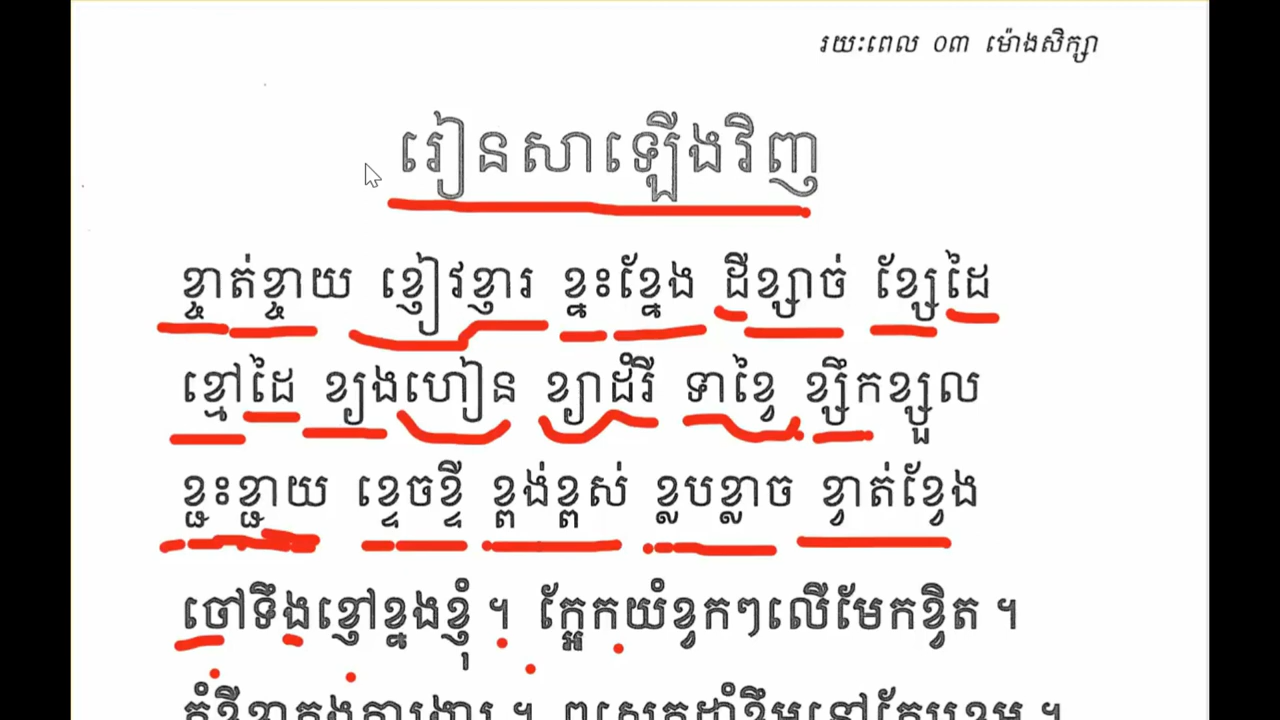 រយៈពេល ០៣ ម៉ោងសិក្សា
រៀនសាឡើងវិញ
ខ្ចាត់ខ្ចាយ ខ្ញៀវខ្ញារ ខ្នះខ្នែង ដីខ្សាច់ ខ្សែដៃ
ខ្មៅដៃ ខ្យងហៀន ខ្យាដំរី ទាខ្វៃ ខ្សឹកខ្សួល
ខ្ជះខ្ជាយ ខ្ទេចខ្ទី ខ្ពង់ខ្ពស់ ខ្លបខ្លាច ខ្វាត់ខ្វែង
ចៅទឹងខ្ញៅខ្នងខ្ញុំ ។ ក្អែកយំខ្វកៗលើមែកខ្វិត ។